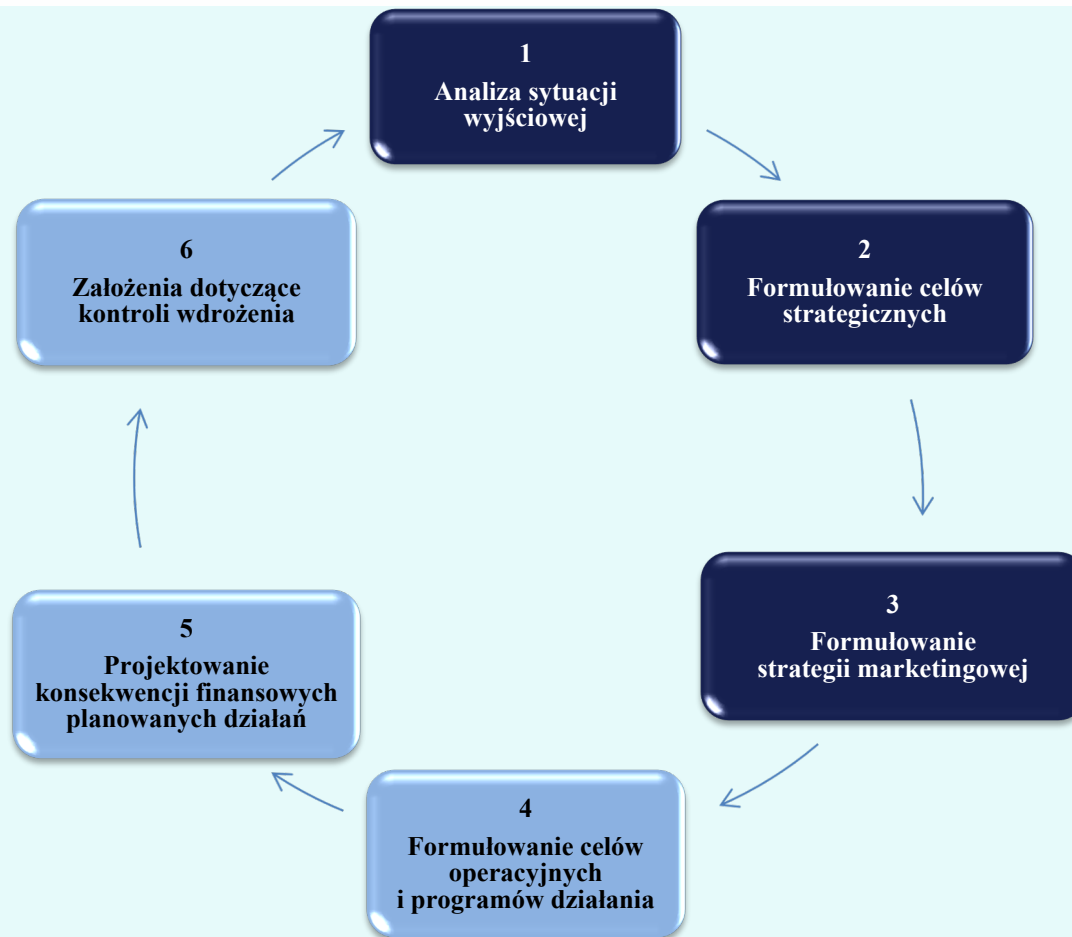 1
Analiza sytuacji
wyjściowej
2
Formułowanie celów
strategicznych
3
Formułowanie
strategii marketingowej
4
Formułowanie celów
operacyjnych
i programów działania
5
Projektowanie
konsekwencji finansowych
planowanych działań
6
Założenia dotyczące
kontroli wdrożenia